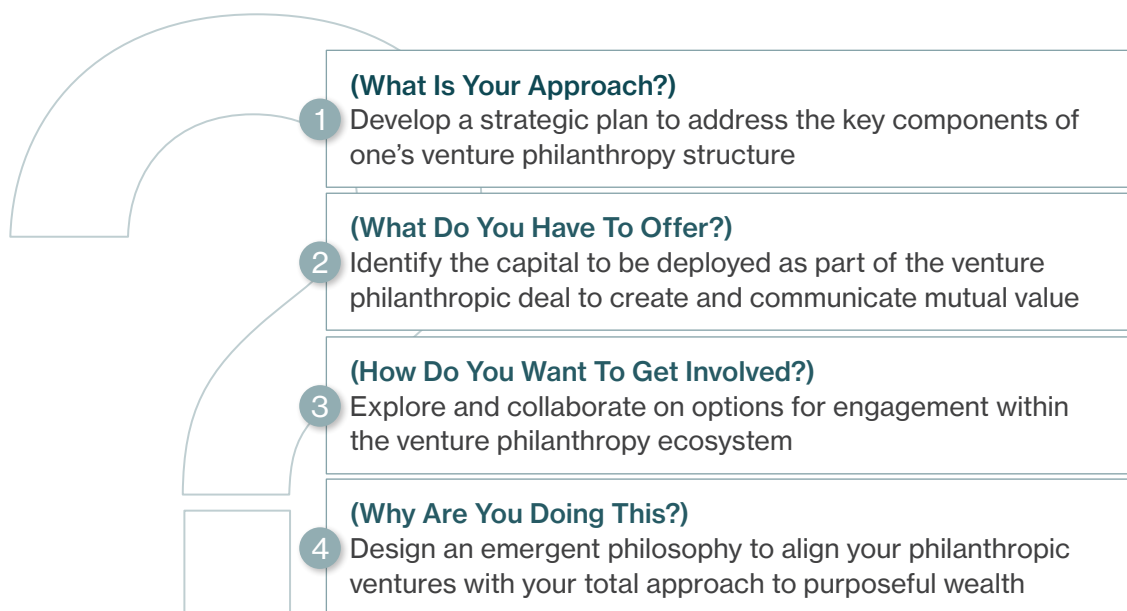 (What Is Your Approach?)
1 Develop a strategic plan to address the key components of
one’s venture philanthropy structure
(What Do You Have To Offer?)
2 Identify the capital to be deployed as part of the venture
philanthropic deal to create and communicate mutual value
(How Do You Want To Get Involved?)
3 Explore and collaborate on options for engagement within
the venture philanthropy ecosystem
(Why Are You Doing This?)
4 Design an emergent philosophy to align your philanthropic
ventures with your total approach to purposeful wealth